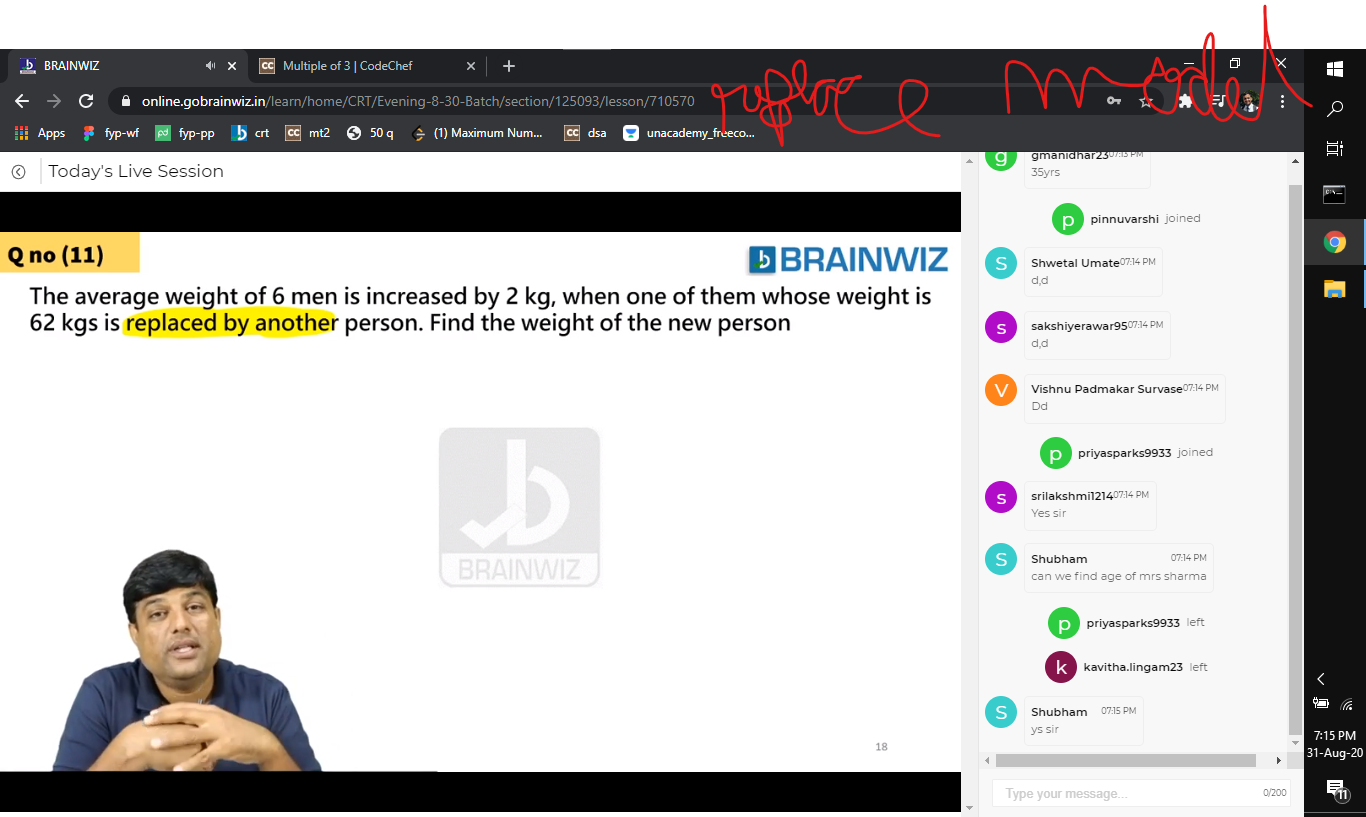 replace model
BRAINWIZ
Multiple of 3 | CodeChef
online.gobrainwiz.in/learn/home/CRT/Evening-8-30-Batch/section/125093/lesson/710570
Apps fyp-wf fyp-pp crt CC mt2 50 q (1) Maximum Num... CC dsa unacademy_freeco...
Today's Live Session
Q no (11)
BRAINWIZ
The average weight of 6 men is increased by 2 kg, when one of them whose weight is
62 kgs is replaced by another person. Find the weight of the new person
BRAINWIZ
18
g gmanidhar23 07:13 PM
35yrs
p pinnuvarshi joined
S Shwetal Umate 07:14 PM
d,d
s sakshiyerawar95 07:14 PM
d,d
V Vishnu Padmakar Survase 07:14 PM
Dd
p priyasparks9933 joined
s srilakshmi1214 07:14 PM
Yes sir
S Shubham 07:14 PM
can we find age of mrs sharma
p priyasparks9933 left
k kavitha.lingam23 left
S Shubham 07:15 PM
ys sir
Type your message... 0/200
7:15 PM
31-Aug-20
11